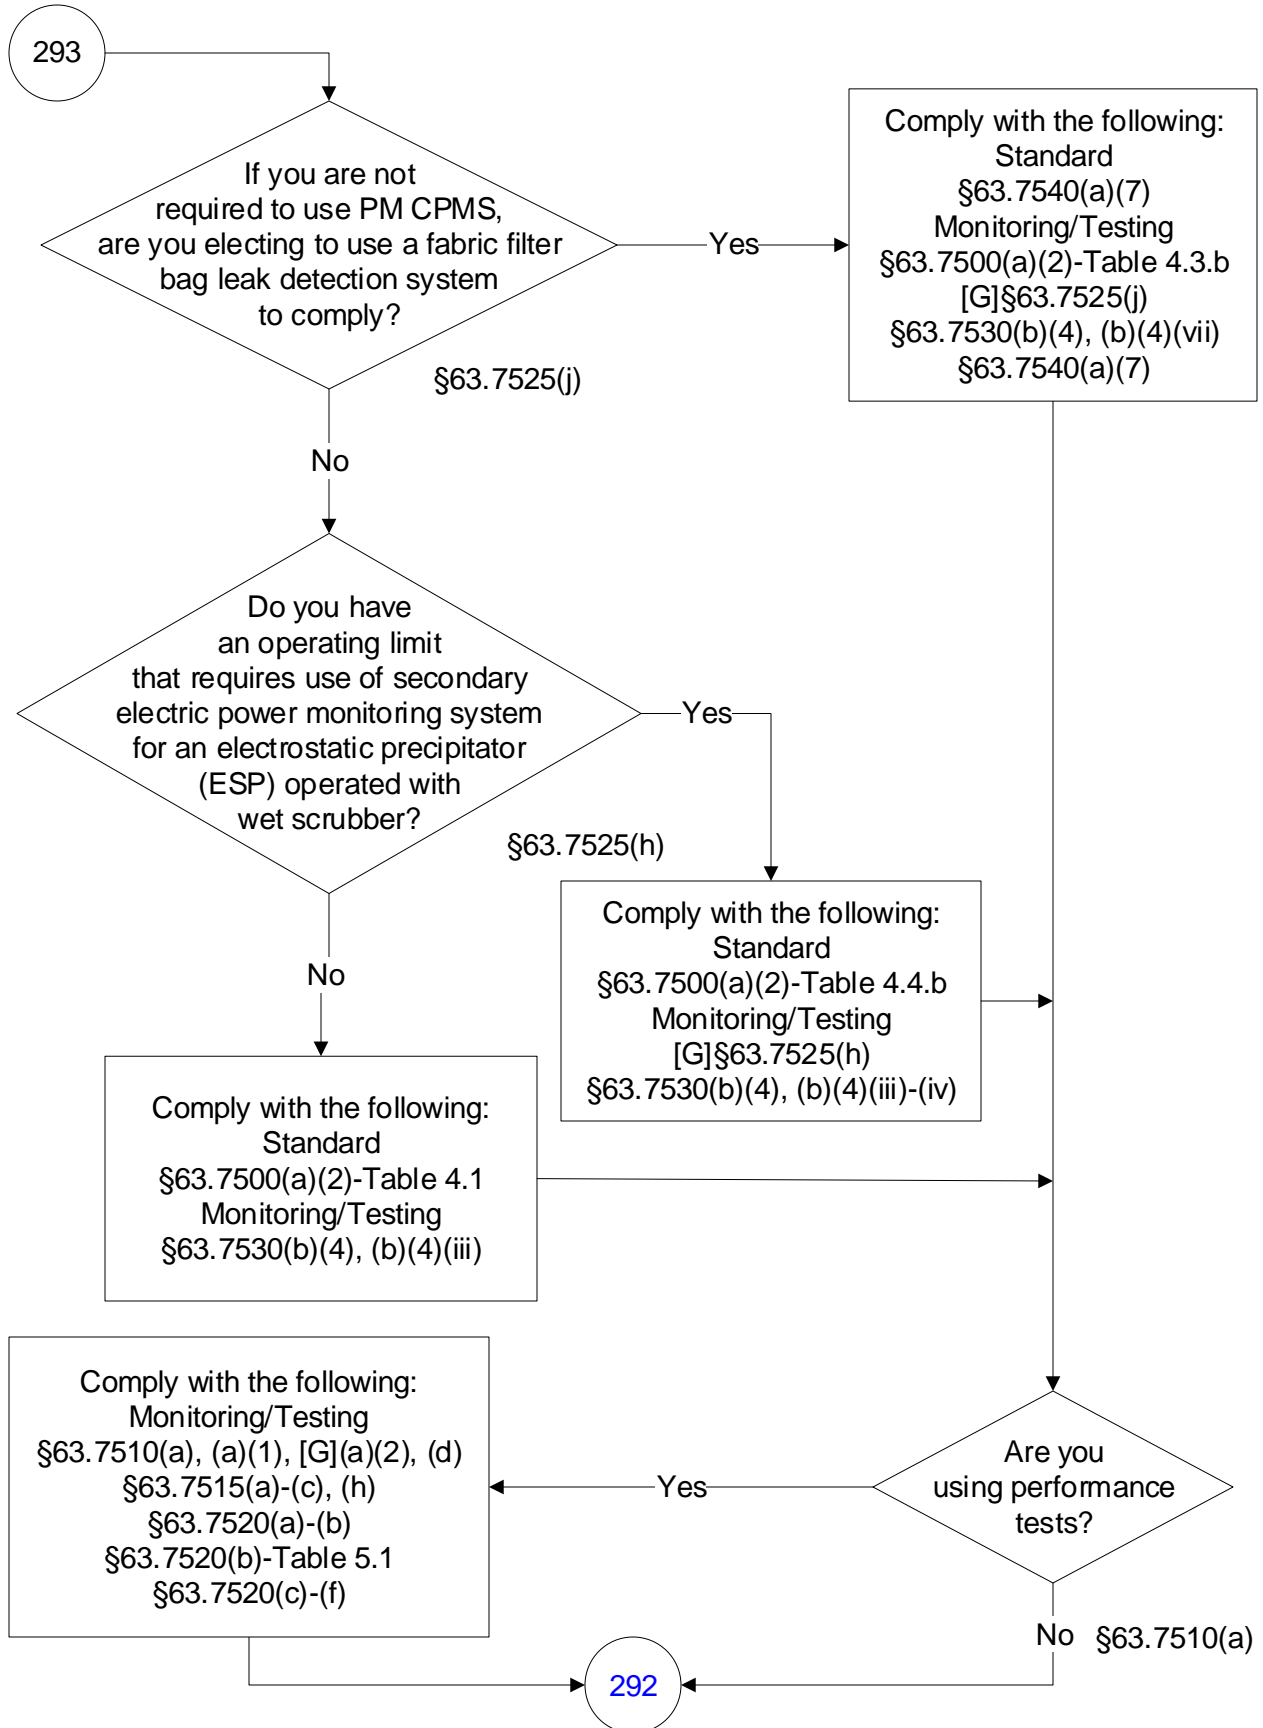 293
If you are not
required to use PM CPMS,
are you electing to use a fabric filter
bag leak detection system
to comply?
Yes
§63.7525(j)
No
Comply with the following:
Standard
§63.7540(a)(7)
Monitoring/Testing
§63.7500(a)(2)-Table 4.3.b
[G]§63.7525(j)
§63.7530(b)(4), (b)(4)(vii)
§63.7540(a)(7)
Do you have
an operating limit
that requires use of secondary
electric power monitoring system
for an electrostatic precipitator
(ESP) operated with
wet scrubber?
Yes
§63.7525(h)
No
Comply with the following:
Standard
§63.7500(a)(2)-Table 4.4.b
Monitoring/Testing
[G]§63.7525(h)
§63.7530(b)(4), (b)(4)(iii)-(iv)
Comply with the following:
Standard
§63.7500(a)(2)-Table 4.1
Monitoring/Testing
§63.7530(b)(4), (b)(4)(iii)
Are you
using performance
tests?
Yes
No
§63.7510(a)
Comply with the following:
Monitoring/Testing
§63.7510(a), (a)(1), [G](a)(2), (d)
§63.7515(a)-(c), (h)
§63.7520(a)-(b)
§63.7520(b)-Table 5.1
§63.7520(c)-(f)
292